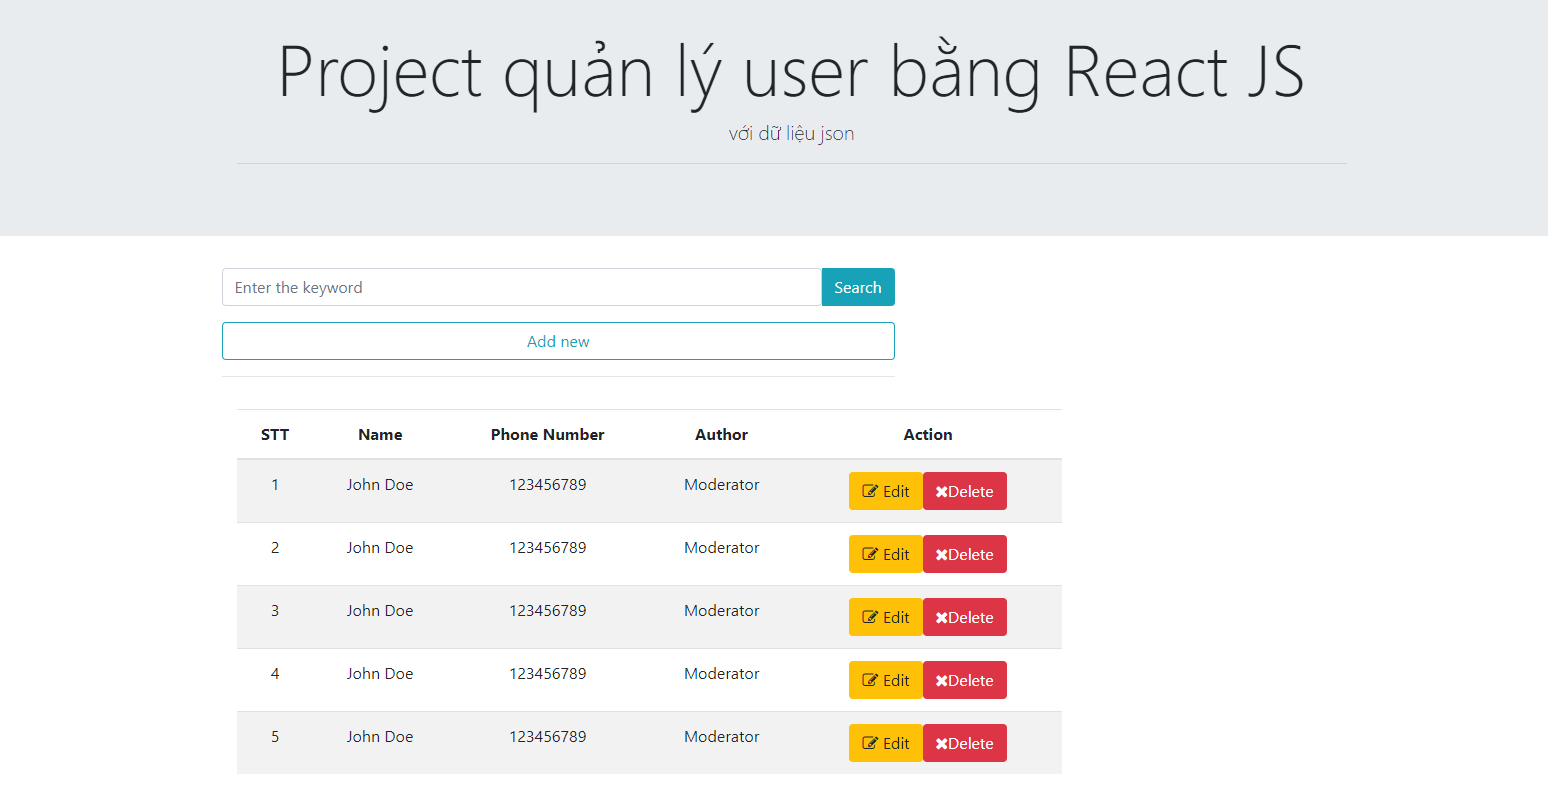 Project quản lý user bằng React JS
với dữ liệu json
Enter the keyword Search
Add new
STT Name Phone Number Author Action
1 John Doe 123456789 Moderator Edit Delete
2 John Doe 123456789 Moderator Edit Delete
3 John Doe 123456789 Moderator Edit Delete
4 John Doe 123456789 Moderator Edit Delete
5 John Doe 123456789 Moderator Edit Delete